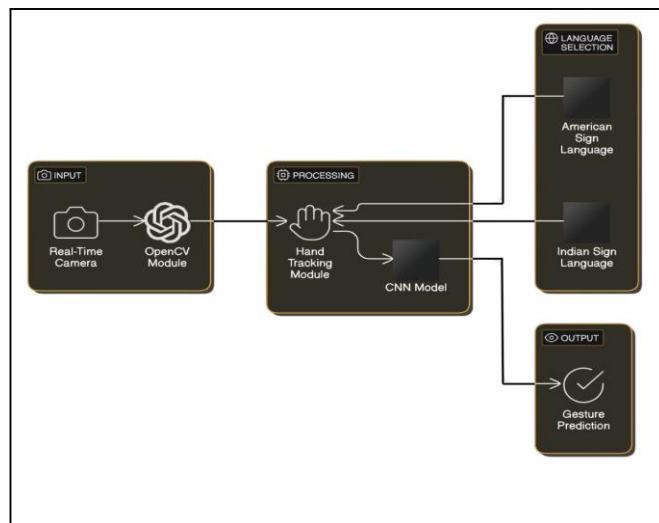 INPUT
Real-Time
Camera
OpenCV
Module
PROCESSING
Hand
Tracking
Module
CNN Model
LANGUAGE
SELECTION
American
Sign
Language
Indian Sign
Language
OUTPUT
Gesture
Prediction